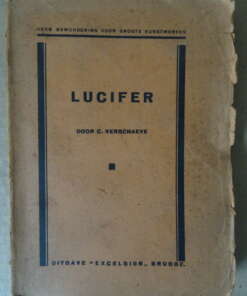 LUCIFER
DOOR C. VERSCHAEVE
UITGAVE "EXCELSIOR", BRUGGE.